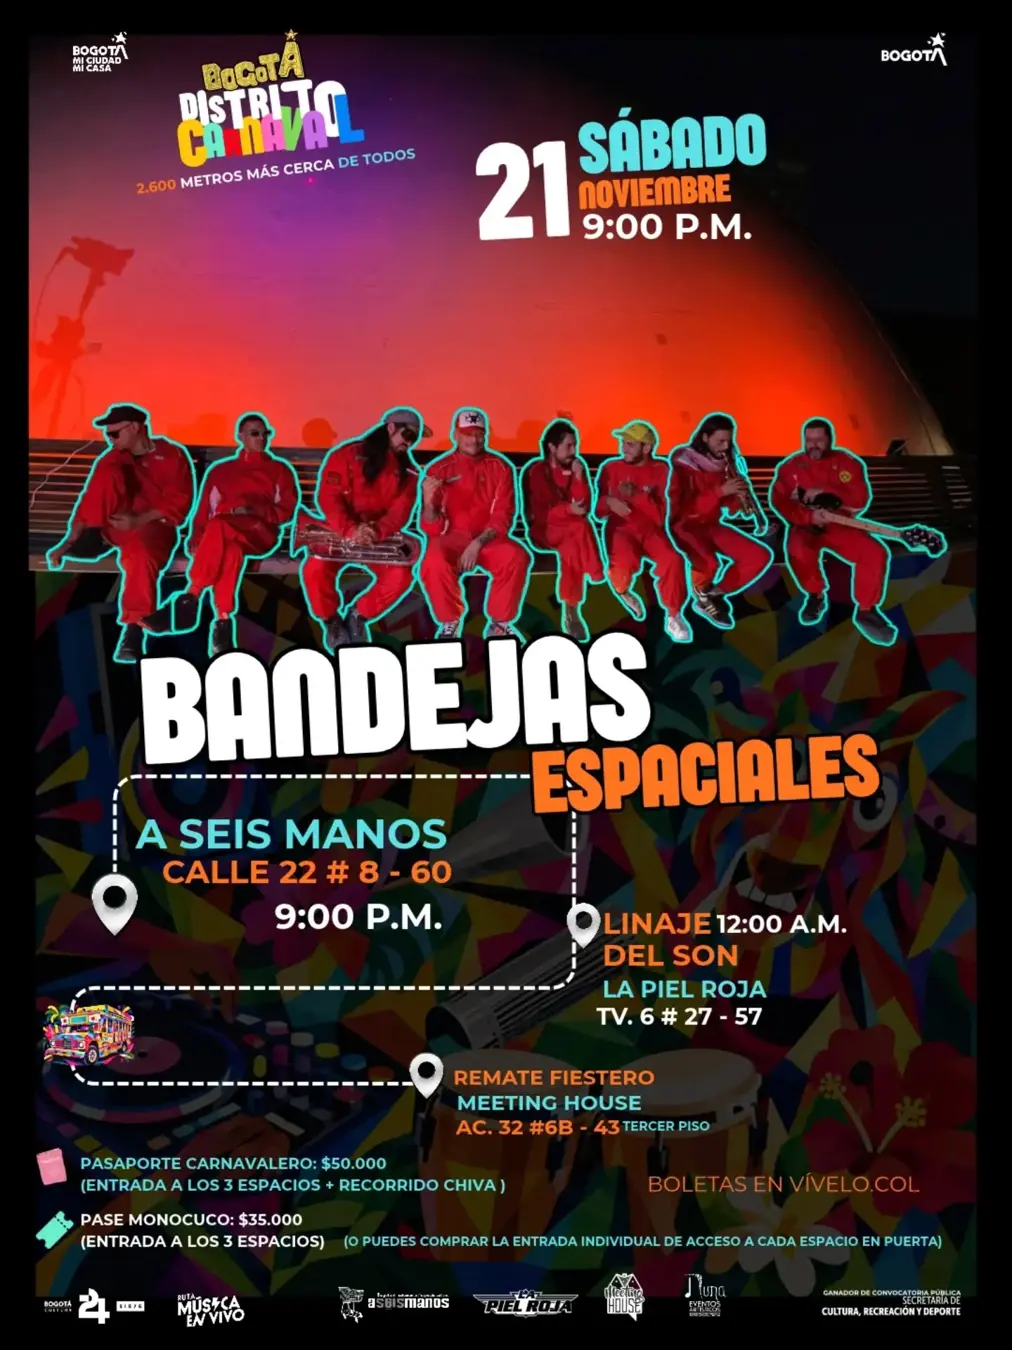 BOGOTÁ
MI CIUDAD
MI CASA
BOGOTÁ
DISTRITO
CARNAVAL
2.600 METROS MÁS CERCA DE TODOS
BOGOTÁ
21 SÁBADO
NOVIEMBRE
9:00 P.M.
BANDEJAS
ESPACIALES
A SEIS MANOS
CALLE 22 # 8 - 60
9:00 P.M.
LINAJE 12:00 A.M.
DEL SON
LA PIEL ROJA
TV. 6 # 27 - 57
REMATE FIESTERO
MEETING HOUSE
AC. 32 #6B - 43 TERCER PISO
PASAPORTE CARNAVALERO: $50.000
(ENTRADA A LOS 3 ESPACIOS + RECORRIDO CHIVA )
BOLETAS EN VÍVELO.COL
PASE MONOCUCO: $35.000
(ENTRADA A LOS 3 ESPACIOS) (O PUEDES COMPRAR LA ENTRADA INDIVIDUAL DE ACCESO A CADA ESPACIO EN PUERTA)
BOGOTÁ
24
RUTA
MÚSICA
EN VIVO
aseismanos
PIEL ROJA
Meeting
HOUSE
EVENTOS
GANADOR DE CONVOCATORIA PÚBLICA
SECRETARÍA DE
CULTURA, RECREACIÓN Y DEPORTE